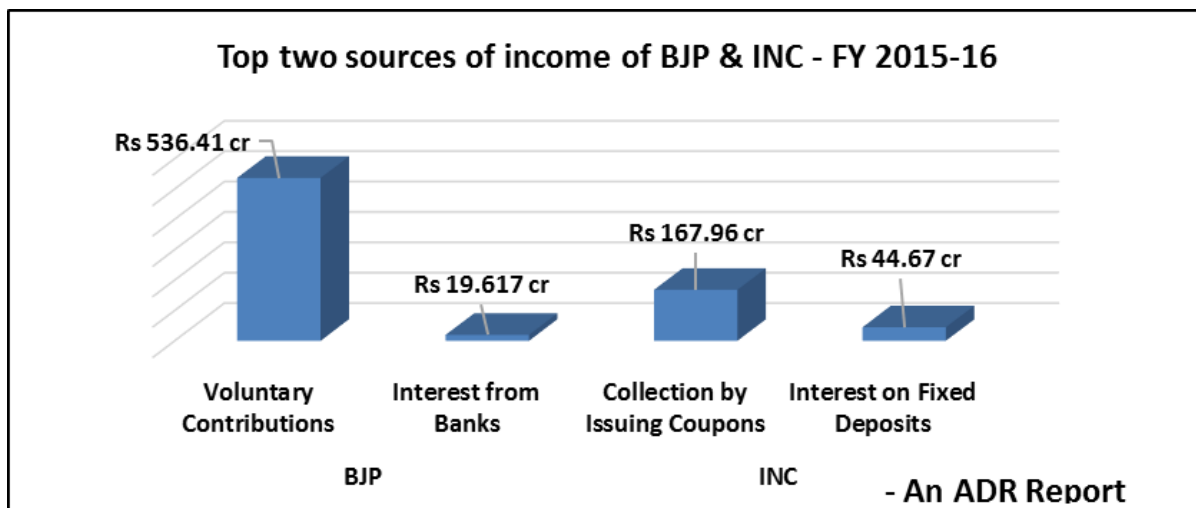 Top two sources of income of BJP & INC - FY 2015-16
Rs 536.41 cr
Rs 19.617 cr
Rs 167.96 cr
Rs 44.67 cr
Voluntary
Contributions
Interest from
Banks
Collection by
Issuing Coupons
Interest on Fixed
Deposits
BJP
INC
- An ADR Report